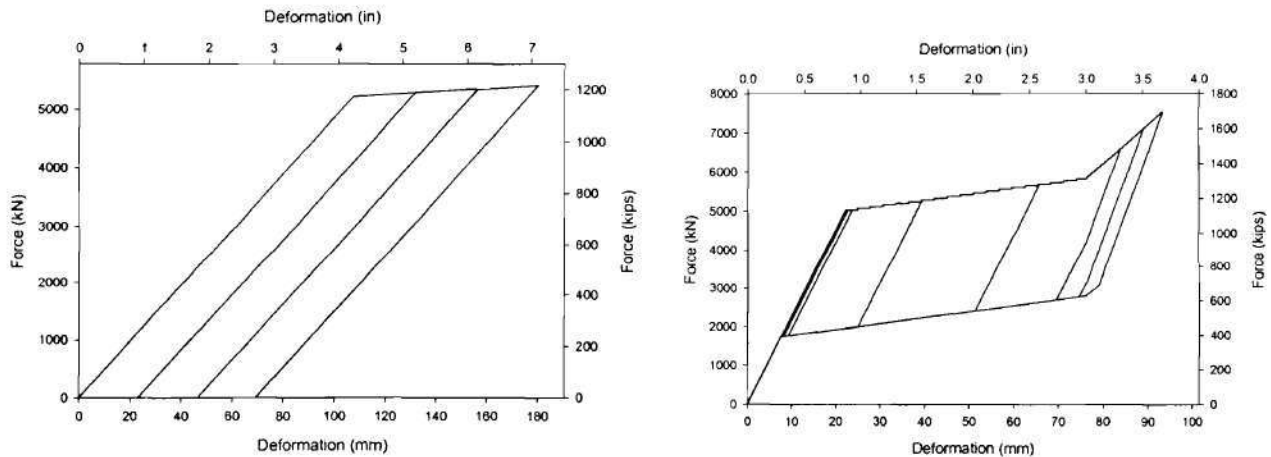 Deformation (in)
0 1 2 3 4 5 6 7
5000
4000
3000
2000
1000
0
Force (kN)
1200
1000
800
600
400
200
0
Force (kips)
0 20 40 60 80 100 120 140 160 180
Deformation (mm)
Deformation (in)
0.0 0.5 1.0 1.5 2.0 2.5 3.0 3.5 4.0
8000
7000
6000
5000
4000
3000
2000
1000
0
Force (kN)
1800
1600
1400
1200
1000
800
600
400
200
0
Force (kips)
0 10 20 30 40 50 60 70 80 90 100
Deformation (mm)